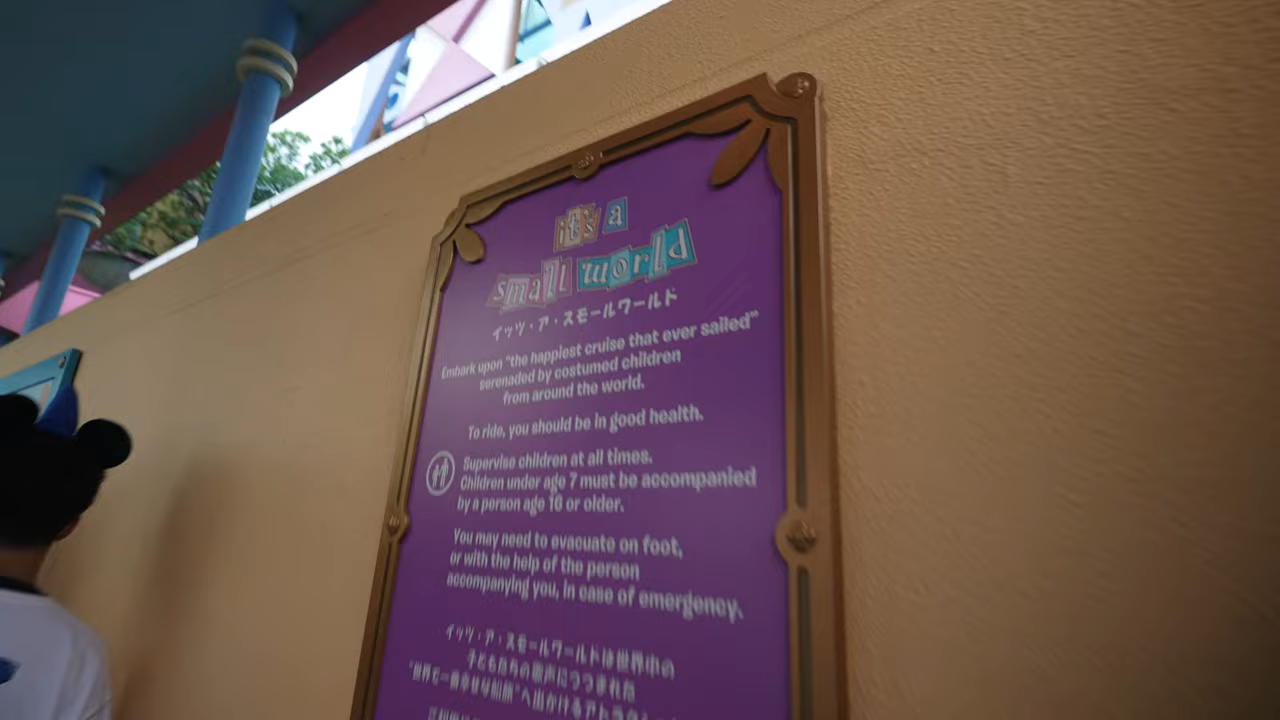 it's a
small world
イッツ・ア・スモールワールド
Embark upon "the happiest cruise that ever sailed"
serenaded by costumed children
from around the world.
To ride, you should be in good health.
Supervise children at all times.
Children under age 7 must be accompanied
by a person age 16 or older.
You may need to evacuate on foot,
or with the help of the person
accompanying you, in case of emergency.
イッツ・ア・スモールワールドは世界中の
子どもたちの歌声につつまれた
"世界で一番幸せな船旅"へ出かけるアトラクション